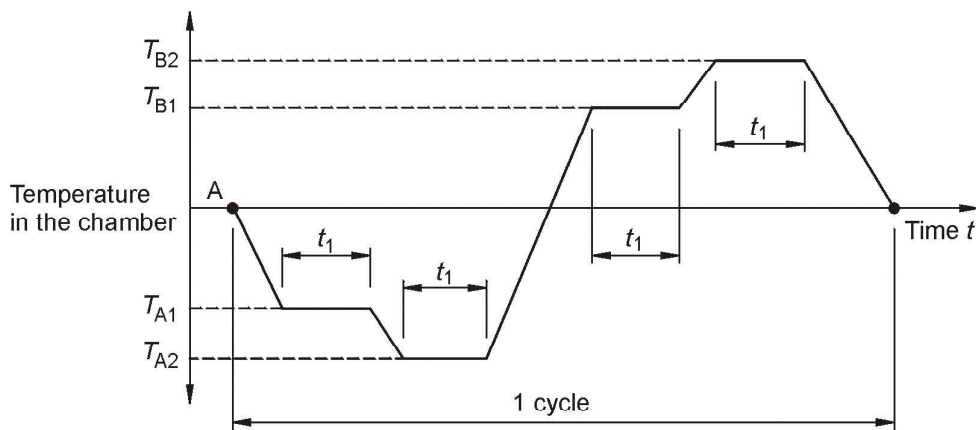 T_B2
T_B1
t_1
A
Temperature
in the chamber
Time t
t_1
t_1
t_1
T_A1
T_A2
1 cycle